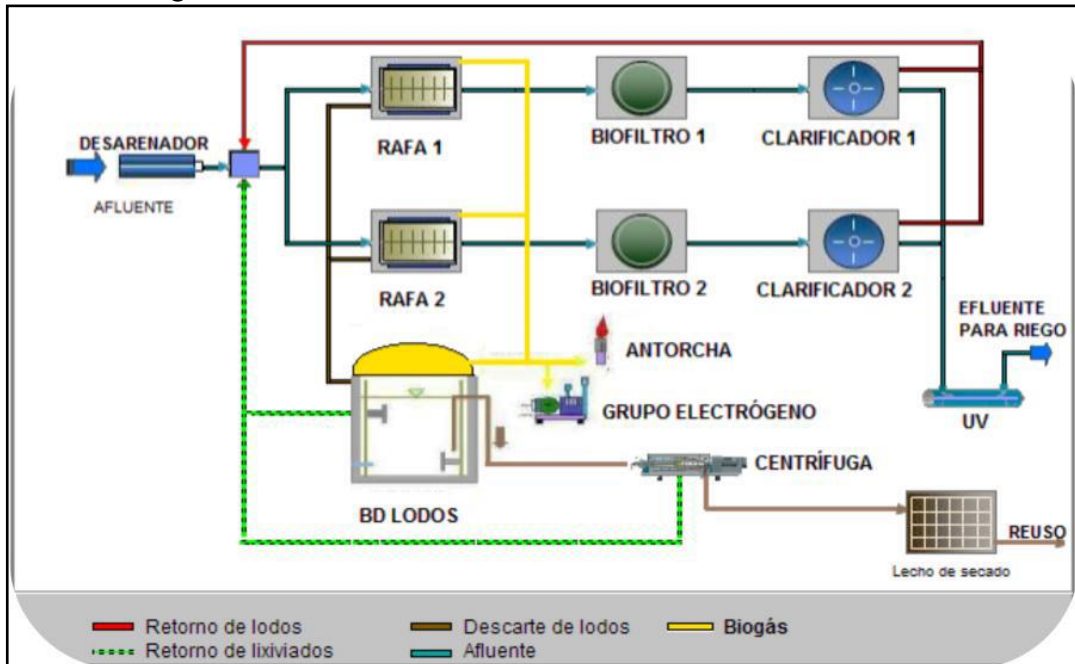 DESARENADOR
AFLUENTE
RAFA 1
BIOFILTRO 1
CLARIFICADOR 1
RAFA 2
BIOFILTRO 2
CLARIFICADOR 2
EFLUENTE
PARA RIEGO
ANTORCHA
GRUPO ELECTRÓGENO
UV
CENTRÍFUGA
BD LODOS
REUSO
Lecho de secado
Retorno de lodos
Descarte de lodos
Biogás
Retorno de lixiviados
Afluente